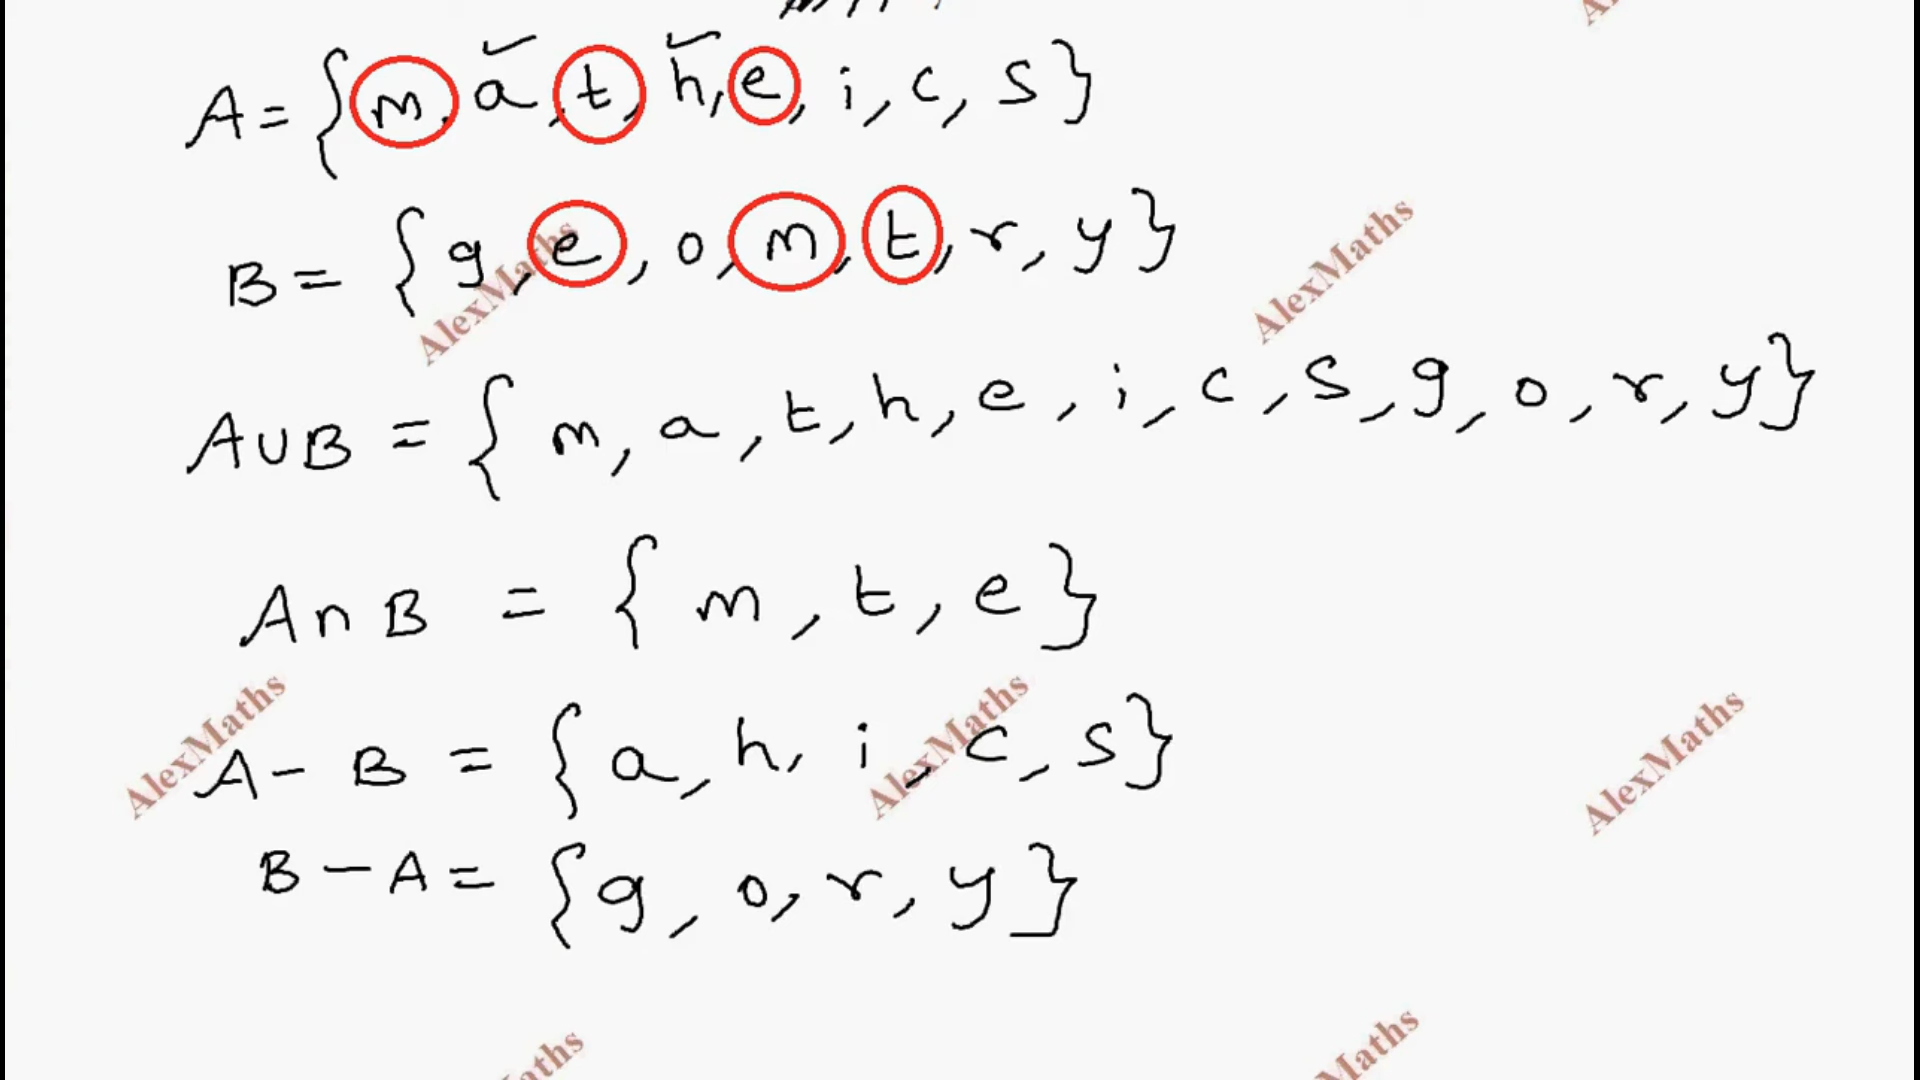 A = { m, a, t, h, e, i, c, s}
B = { g, e, o, m, t, r, y}
A∪B = { m, a, t, h, e, i, c, s, g, o, r, y}
A∩B = { m, t, e}
A - B = { a, h, i, c, s}
B - A = { g, o, r, y}
AlexMaths
AlexMaths
AlexMaths
AlexMaths
AlexMaths